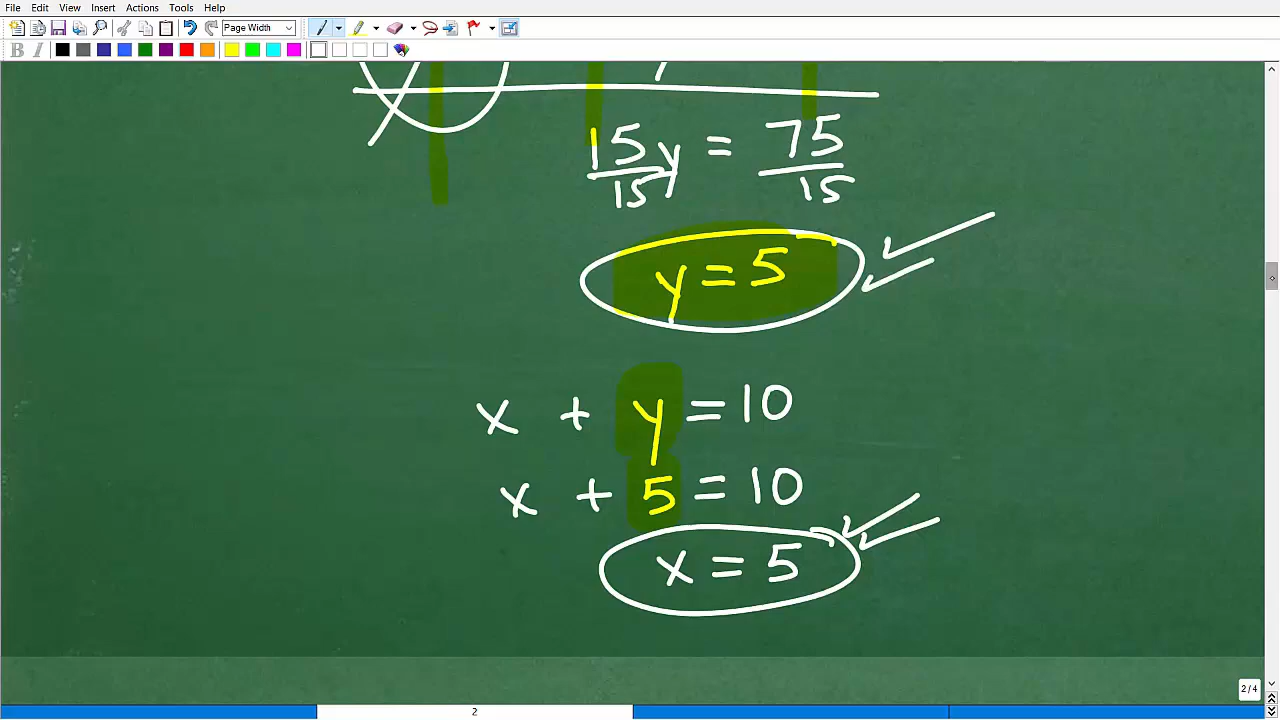 File Edit View Insert Actions Tools Help
Page Width
B I
15y = 75
15 15
y = 5
x + y = 10
x + 5 = 10
x = 5
2/4
2